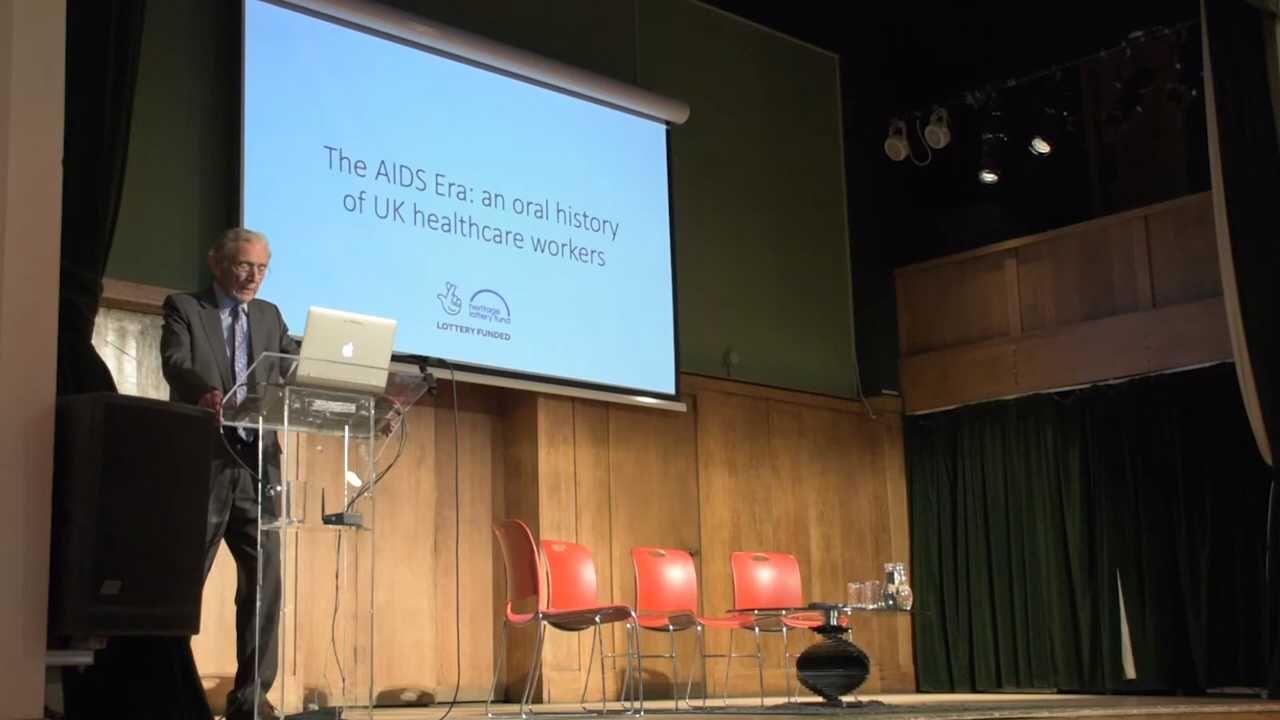 The AIDS Era: an oral history
of UK healthcare workers
heritage
lottery fund
LOTTERY FUNDED